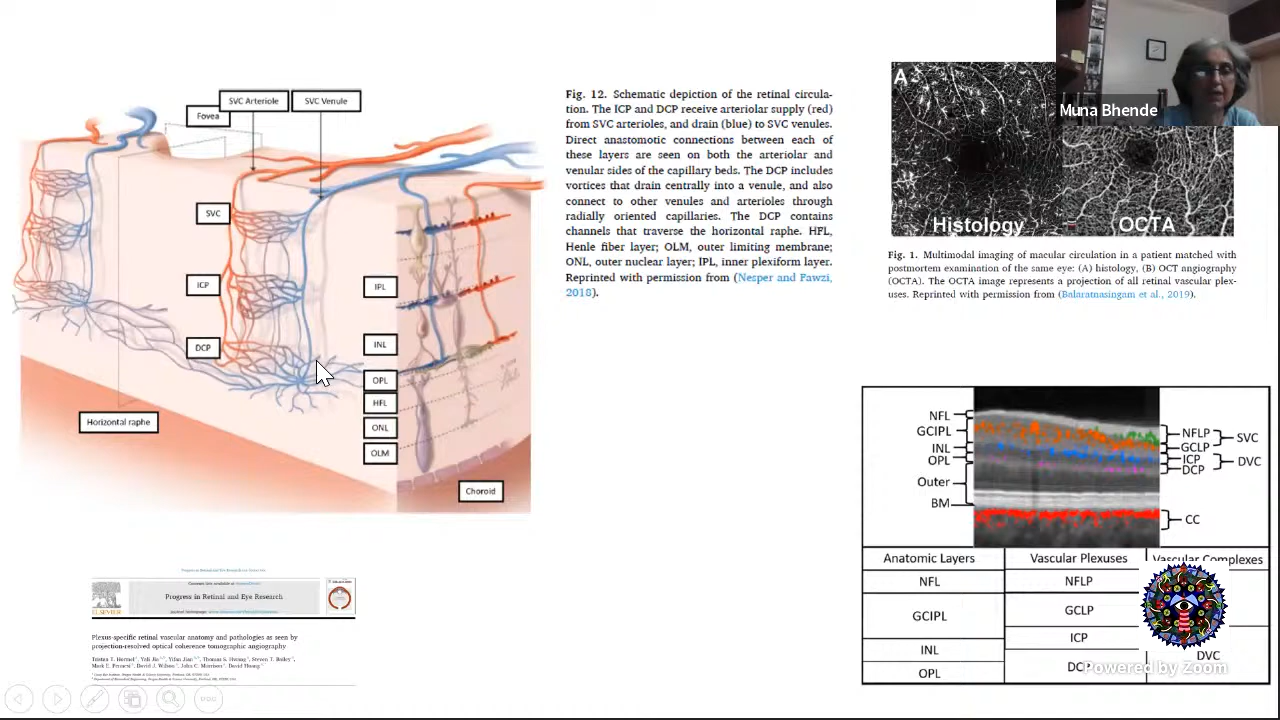 SVC Arteriole
SVC Venule
Fovea
SVC
ICP
DCP
IPL
INL
OPL
HFL
ONL
OLM
Horizontal raphe
Choroid
Fig. 12. Schematic depiction of the retinal circula-
tion. The ICP and DCP receive arteriolar supply (red)
from SVC arterioles, and drain (blue) to SVC venules.
Direct anastomotic connections between each of
these layers are seen on both the arteriolar and
venular sides of the capillary beds. The DCP includes
vortices that drain centrally into a venule, and also
connect to other venules and arterioles through
radially oriented capillaries. The DCP contains
channels that traverse the horizontal raphe. HFL,
Henle fiber layer; OLM, outer limiting membrane;
ONL, outer nuclear layer; IPL, inner plexiform layer.
Reprinted with permission from (Nesper and Fawzi,
2018).
A
Muna Bhende
Histology
OCTA
Fig. 1. Multimodal imaging of macular circulation in a patient matched with
postmortem examination of the same eye: (A) histology, (B) OCT angiography
(OCTA). The OCTA image represents a projection of all retinal vascular plex-
uses. Reprinted with permission from (Balaratnasingam et al., 2019).
NFL
GCIPL
INL
OPL
Outer
BM
NFLP
GCLP
ICP
DCP
SVC
DVC
CC
Anatomic Layers
Vascular Plexuses
Vascular Complexes
NFL
NFLP
GCIPL
GCLP
ICP
INL
DVC
OPL
Powered by Zoom
ELSEVIER
Progress in Retinal and Eye Research
Plexus-specific retinal vascular anatomy and pathologies as seen by
projection-resolved optical coherence tomographic angiography